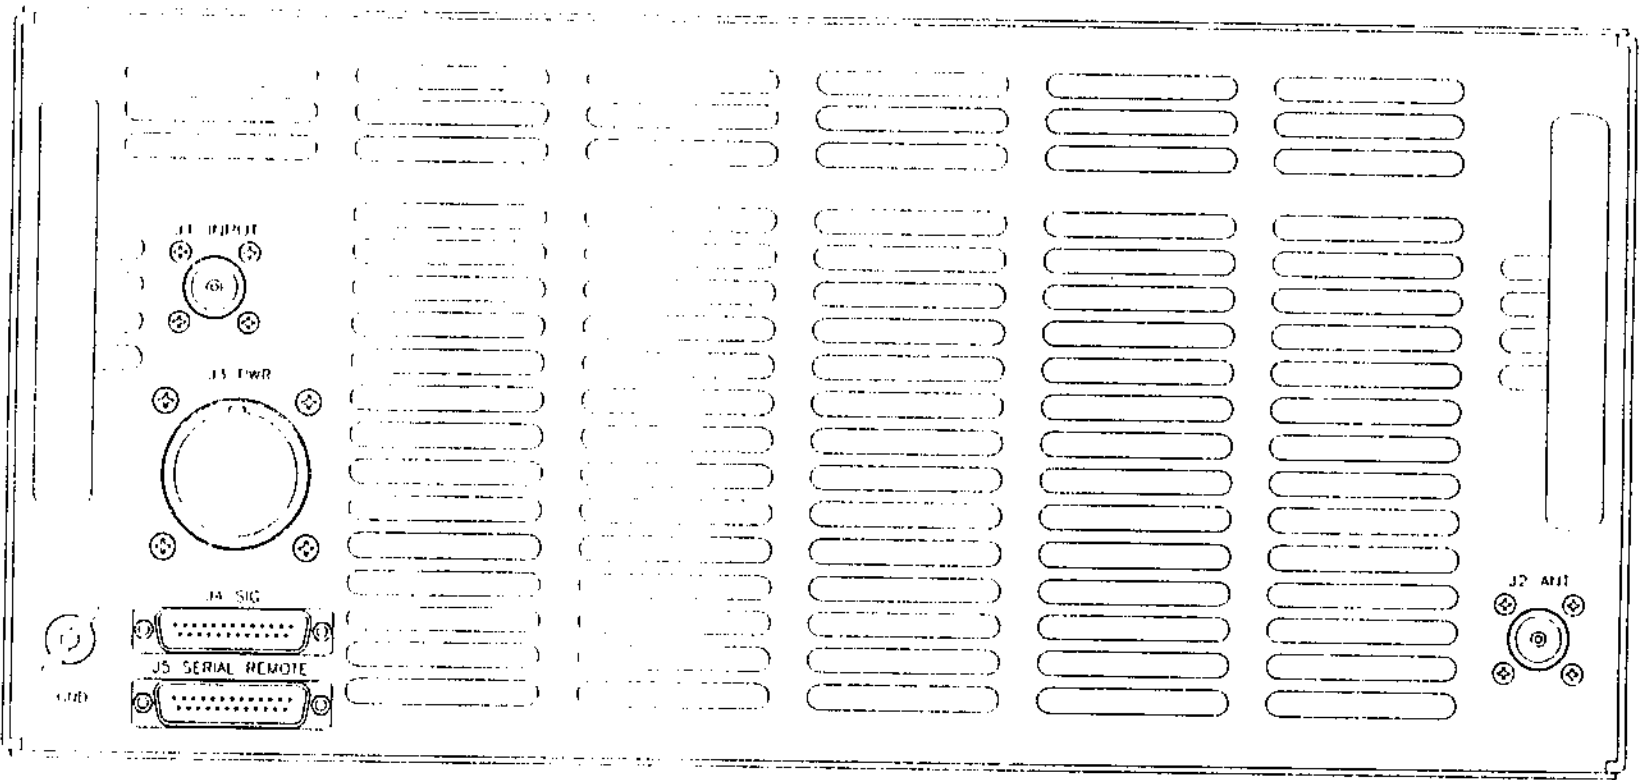 J1 INPUT
J3 PWR
J4 SIG
J2 ANT
J5 SERIAL REMOTE
GND